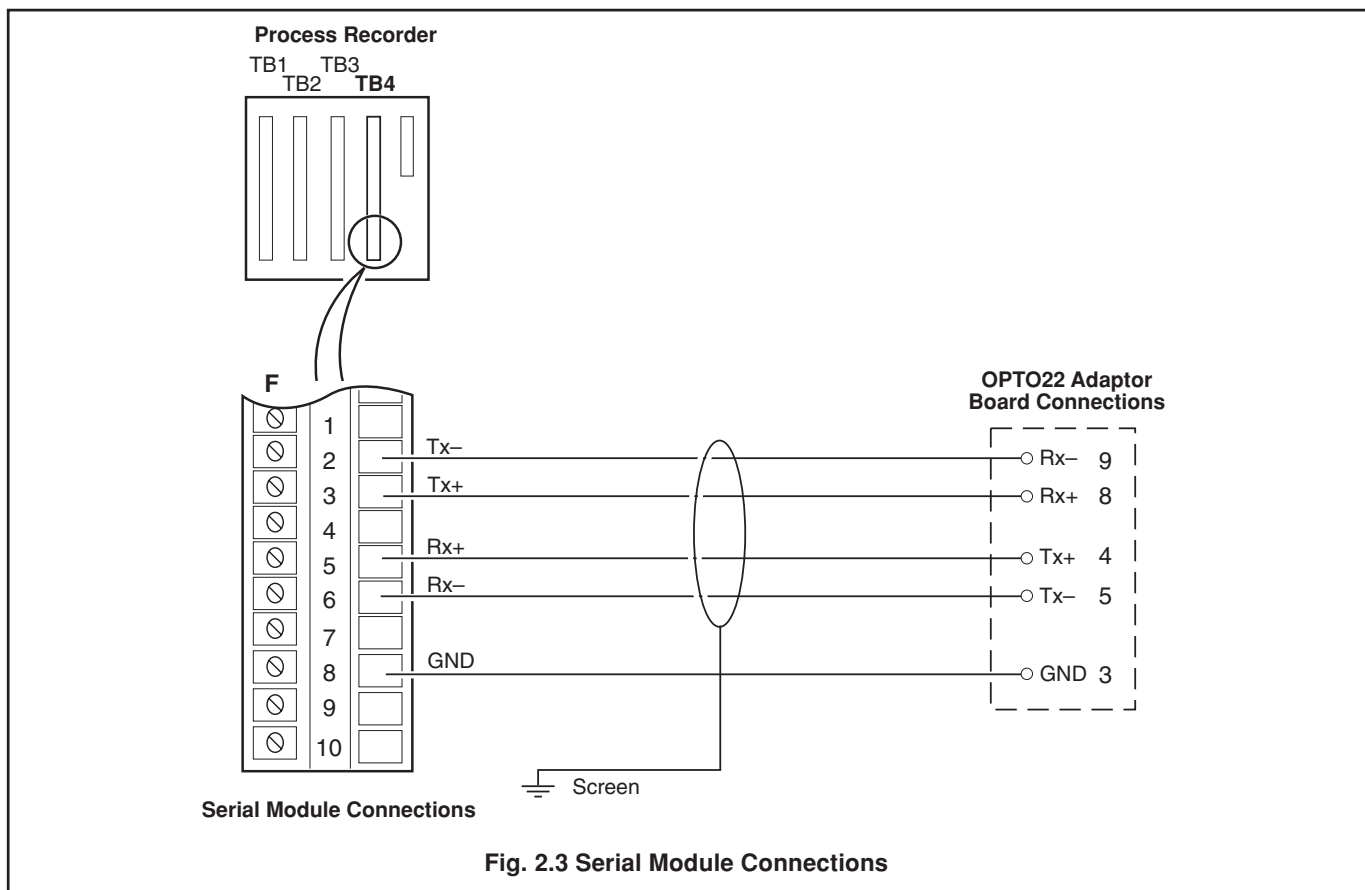 Process Recorder
TB1 TB3
TB2 TB4
F
1
2
3
4
5
6
7
8
9
10
Tx–
Tx+
Rx+
Rx–
GND
OPTO22 Adaptor
Board Connections
Rx– 9
Rx+ 8
Tx+ 4
Tx– 5
GND 3
Screen
Serial Module Connections
Fig. 2.3 Serial Module Connections